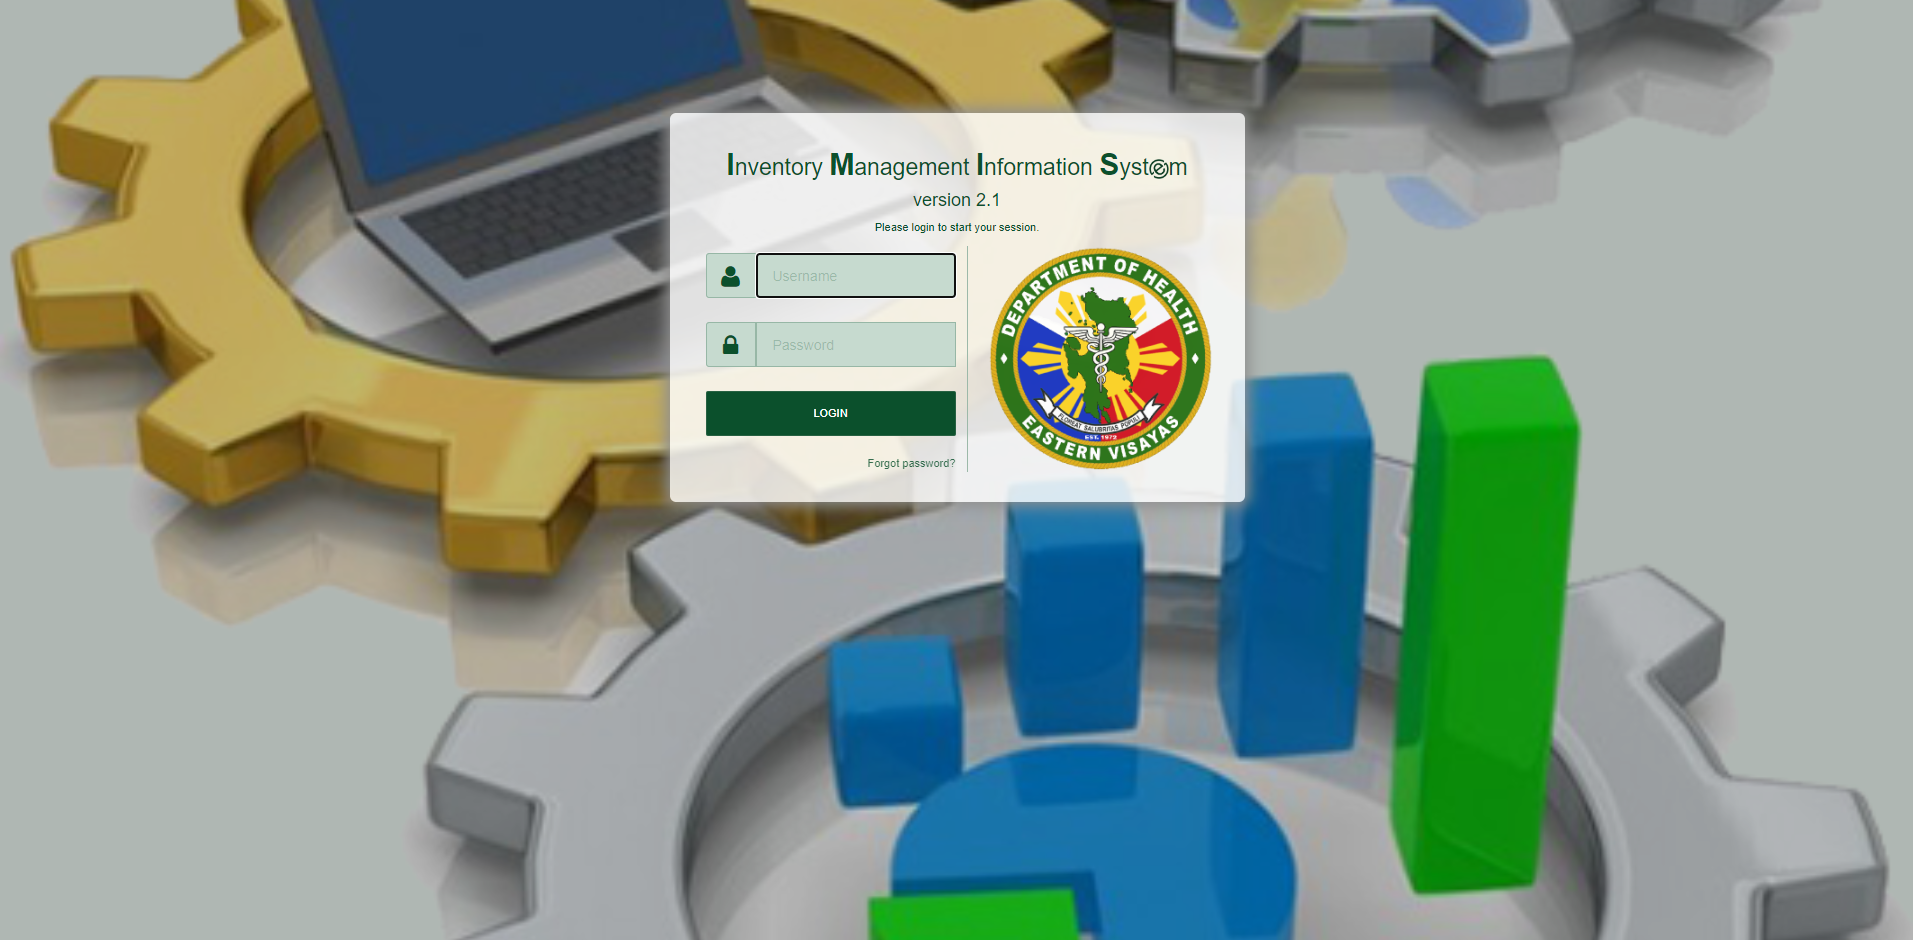 Inventory Management Information System
version 2.1
Please login to start your session.
Username
Password
LOGIN
Forgot password?
DEPARTMENT OF HEALTH
FLOREAT SALUBRITAS POPULI
EST. 1972
EASTERN VISAYAS